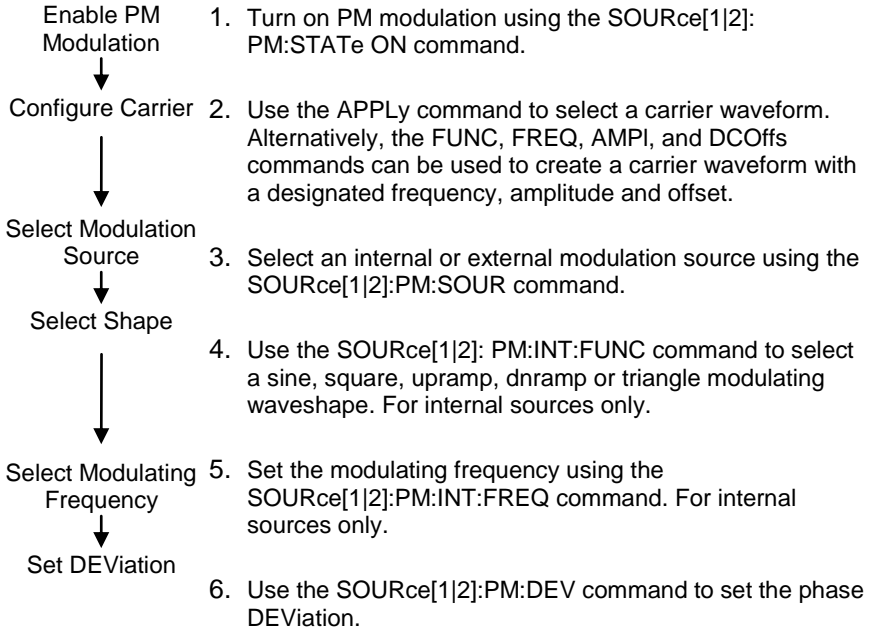 Enable PM
Modulation
1. Turn on PM modulation using the SOURce[1|2]:
PM:STATe ON command.
Configure Carrier
2. Use the APPLy command to select a carrier waveform.
Alternatively, the FUNC, FREQ, AMPl, and DCOffs
commands can be used to create a carrier waveform with
a designated frequency, amplitude and offset.
Select Modulation
Source
3. Select an internal or external modulation source using the
SOURce[1|2]:PM:SOUR command.
Select Shape
4. Use the SOURce[1|2]: PM:INT:FUNC command to select
a sine, square, upramp, dnramp or triangle modulating
waveshape. For internal sources only.
Select Modulating
Frequency
5. Set the modulating frequency using the
SOURce[1|2]:PM:INT:FREQ command. For internal
sources only.
Set DEViation
6. Use the SOURce[1|2]:PM:DEV command to set the phase
DEViation.